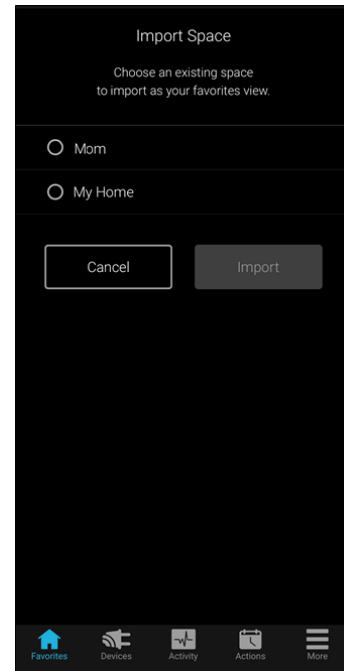 Import Space
Choose an existing space
to import as your favorites view.
Mom
My Home
Cancel Import
Favorites Devices Activity Actions More